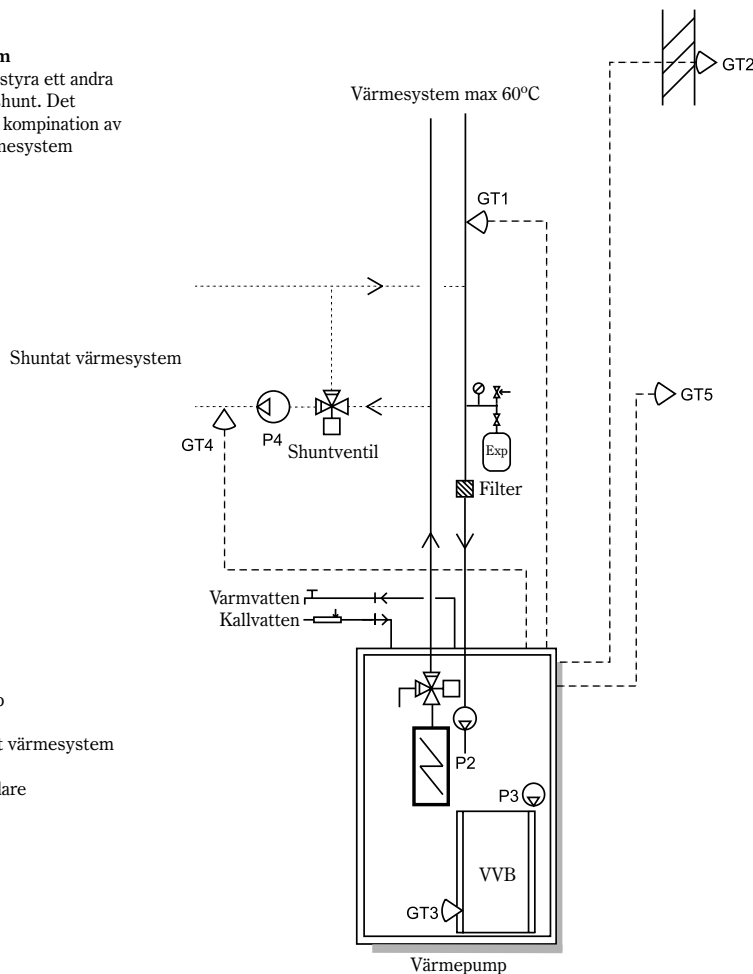 styra ett andra
hunt. Det
kompination av
nesystem
Värmesystem max 60°C
GT2
GT1
Shuntat värmesystem
GT5
GT4
P4
Shuntventil
Exp
Filter
Varmvatten
Kallvatten
t värmesystem
lare
P2
P3
VVB
GT3
Värmepump